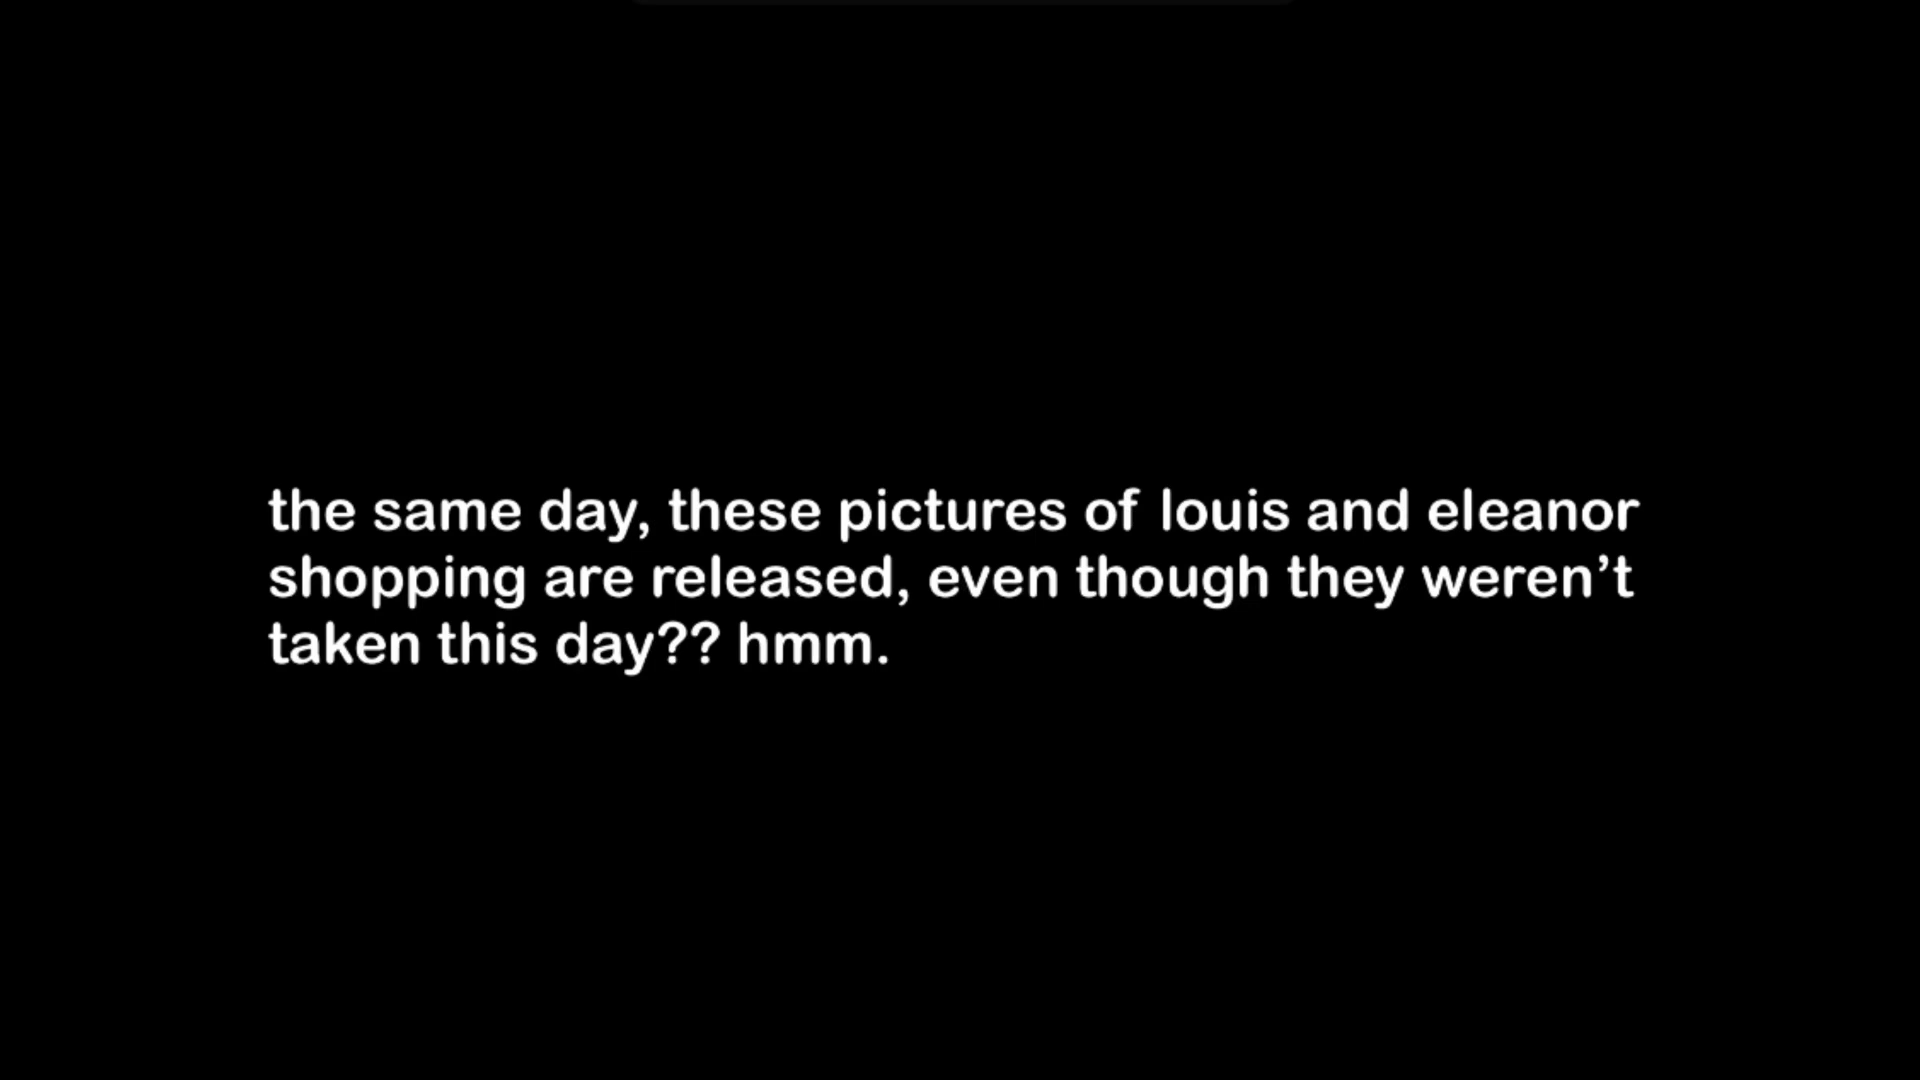 the same day, these pictures of louis and eleanor
shopping are released, even though they weren’t
taken this day?? hmm.